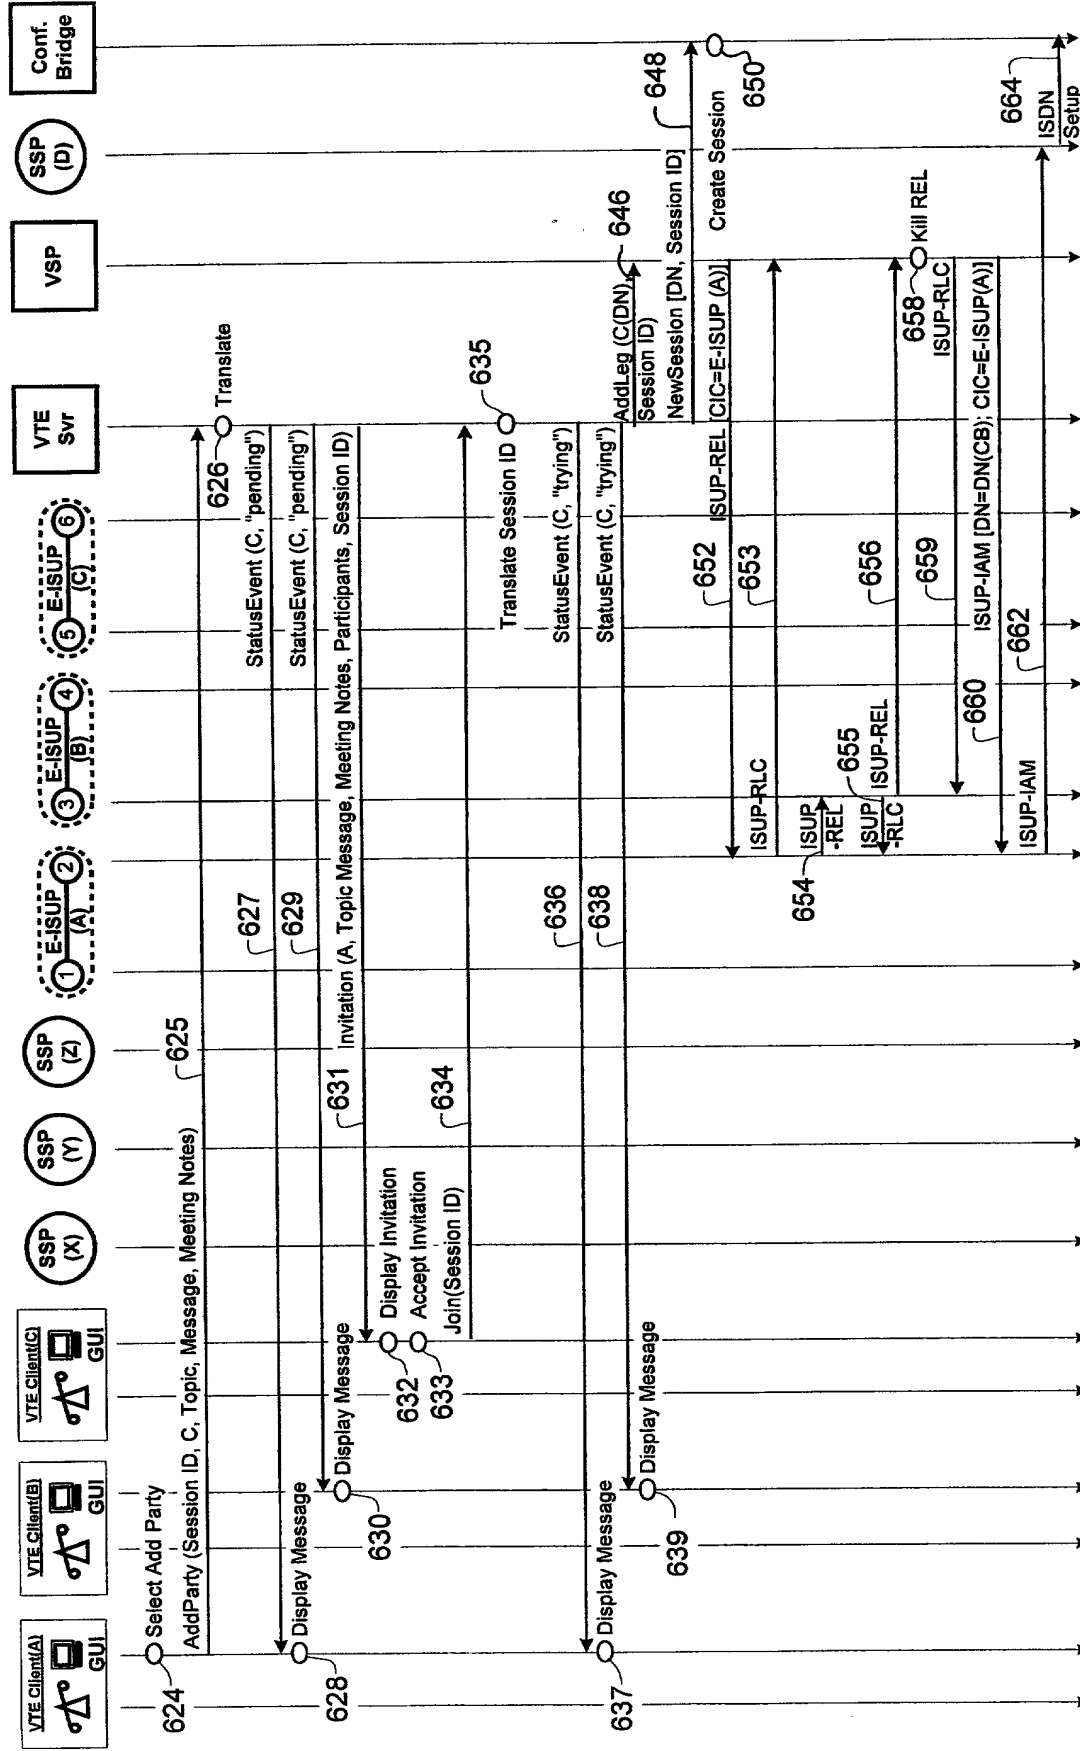 VTE Client(A)
GUI
VTE Client(B)
GUI
VTE Client(C)
GUI
SSP
(X)
SSP
(Y)
SSP
(Z)
1
E-ISUP
(A)
2
3
E-ISUP
(B)
4
5
E-ISUP
(C)
6
VTE
Svr
VSP
SSP
(D)
Conf.
Bridge
624
Select Add Party
AddParty (Session ID, C, Topic, Message, Meeting Notes)
625
626
Translate
StatusEvent (C, "pending")
627
628
Display Message
StatusEvent (C, "pending")
629
630
Display Message
Invitation (A, Topic Message, Meeting Notes, Participants, Session ID)
631
632
Display Invitation
633
Accept Invitation
Join(Session ID)
634
Translate Session ID
635
StatusEvent (C, "trying")
636
637
Display Message
StatusEvent (C, "trying")
638
639
Display Message
AddLeg (C(DN),
Session ID)
646
NewSession [DN, Session ID]
648
Create Session
650
652
ISUP-REL [CIC=E-ISUP (A)]
653
ISUP-RLC
654
ISUP
-REL
655
ISUP
-RLC
ISUP-REL
656
658
Kill REL
659
ISUP-RLC
660
ISUP-IAM [DN=DN(CB); CIC=E-ISUP(A)]
ISUP-IAM
662
664
ISDN
Setup